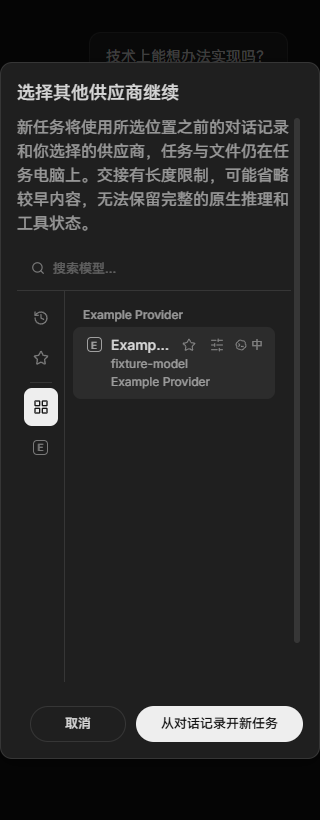 技术上能想办法实现吗？
选择其他供应商继续
新任务将使用所选位置之前的对话记录
和你选择的供应商，任务与文件仍在任
务电脑上。交接有长度限制，可能省略
较早内容，无法保留完整的原生推理和
工具状态。
搜索模型...
Example Provider
E Examp... 中
fixture-model
Example Provider
E
取消
从对话记录开新任务